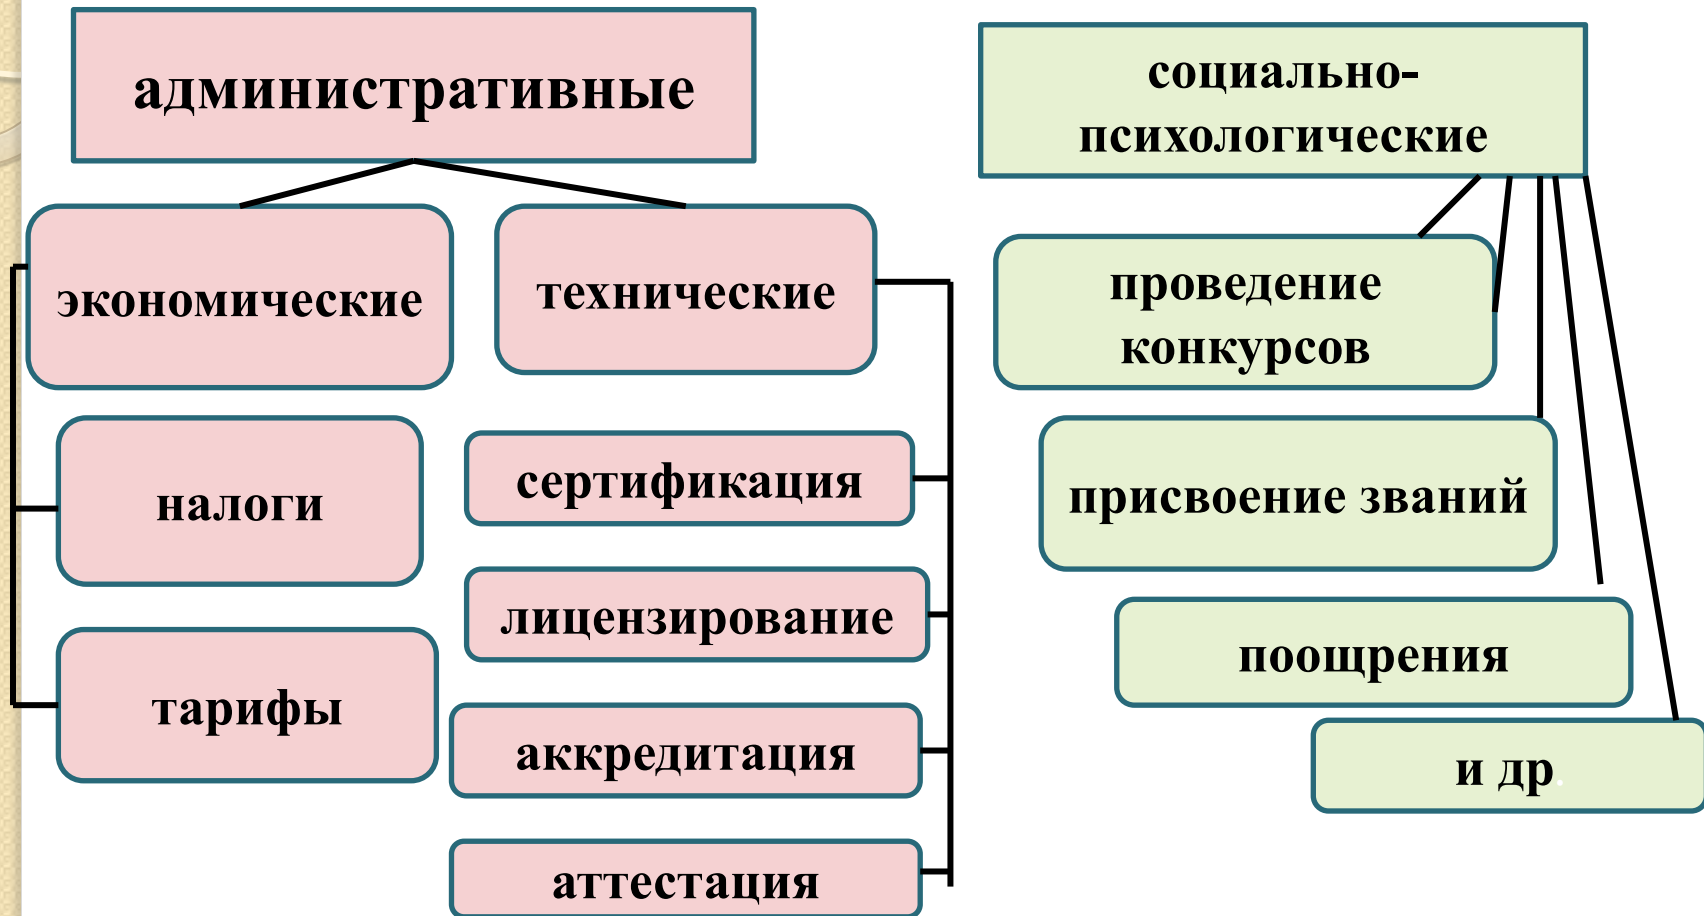 административные
экономические
налоги
тарифы
технические
сертификация
лицензирование
аккредитация
аттестация
социально-
психологические
проведение
конкурсов
присвоение званий
поощрения
и др.